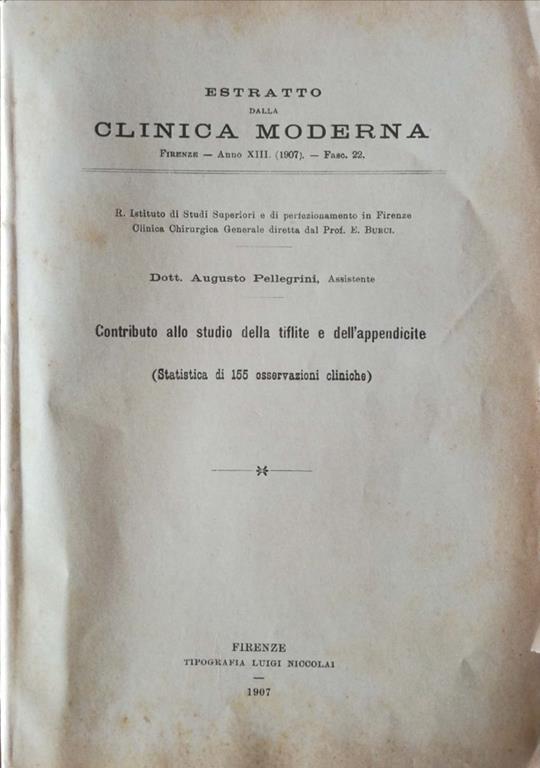 ESTRATTO
DALLA
CLINICA MODERNA
FIRENZE — Anno XIII. (1907). — FASC. 22.
R. Istituto di Studi Superiori e di perfezionamento in Firenze
Clinica Chirurgica Generale diretta dal Prof. E. BURCI.
Dott. Augusto Pellegrini, Assistente
Contributo allo studio della tiflite e dell'appendicite
(Statistica di 155 osservazioni cliniche)
FIRENZE
TIPOGRAFIA LUIGI NICCOLAI
1907